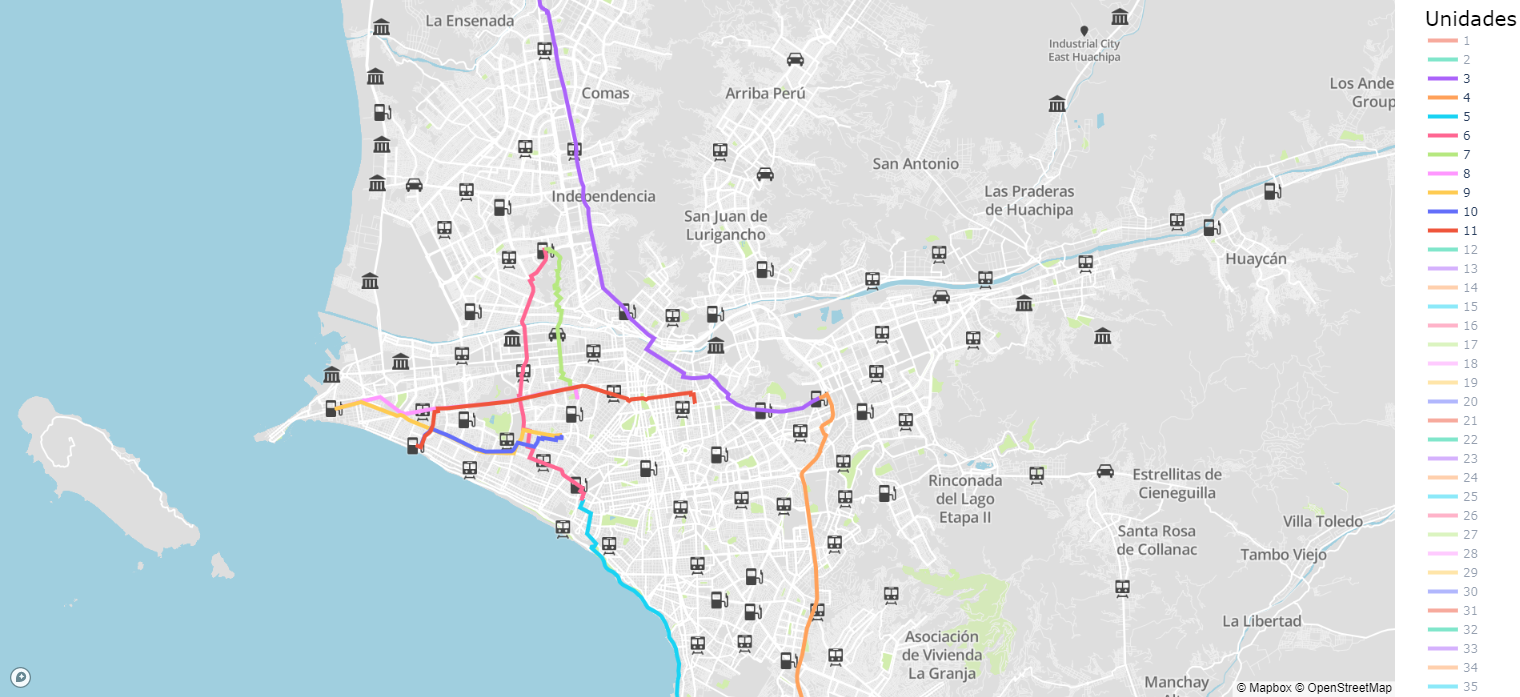 La Ensenada
Comas
Arriba Perú
Industrial City
East Huachipa
Los Ande
Group
San Antonio
Independencia
Las Praderas
de Huachipa
San Juan de
Lurigancho
Huaycán
Rinconada
del Lago
Etapa II
Estrellitas de
Cieneguilla
Santa Rosa
de Collanac
Villa Toledo
Tambo Viejo
La Libertad
Asociación
de Vivienda
La Granja
Manchay
© Mapbox © OpenStreetMap
Unidades
1
2
3
4
5
6
7
8
9
10
11
12
13
14
15
16
17
18
19
20
21
22
23
24
25
26
27
28
29
30
31
32
33
34
35